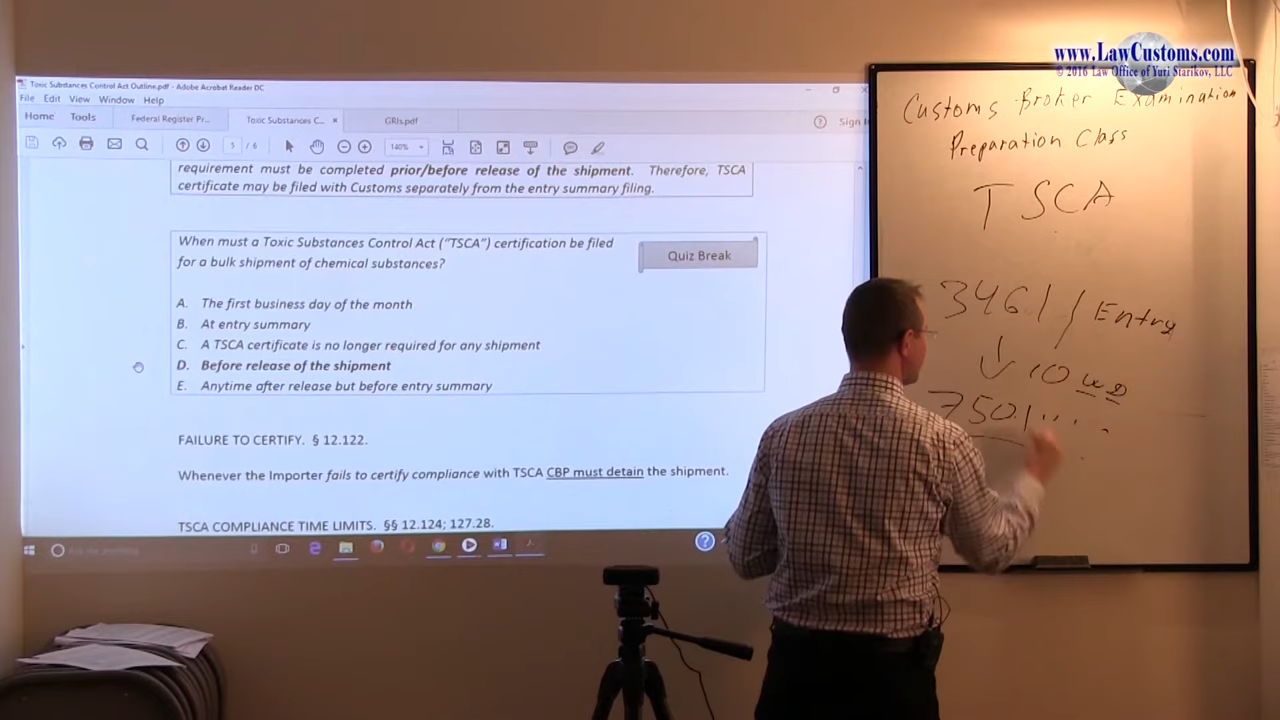 Toxic Substances Control Act Outline.pdf - Adobe Acrobat Reader DC
File Edit View Window Help
Home Tools Federal Register Pr... Toxic Substances C... × GRIs.pdf Sign In
5 / 6 140%
requirement must be completed prior/before release of the shipment. Therefore, TSCA
certificate may be filed with Customs separately from the entry summary filing.
When must a Toxic Substances Control Act ("TSCA") certification be filed
for a bulk shipment of chemical substances?
Quiz Break
A. The first business day of the month
B. At entry summary
C. A TSCA certificate is no longer required for any shipment
D. Before release of the shipment
E. Anytime after release but before entry summary
FAILURE TO CERTIFY. § 12.122.
Whenever the Importer fails to certify compliance with TSCA CBP must detain the shipment.
TSCA COMPLIANCE TIME LIMITS. §§ 12.124; 127.28.
www.LawCustoms.com
© 2016 Law Office of Yuri Starikov, LLC
Customs Broker Examination
Preparation Class
TSCA
3461 / Entry
10 WD
7501